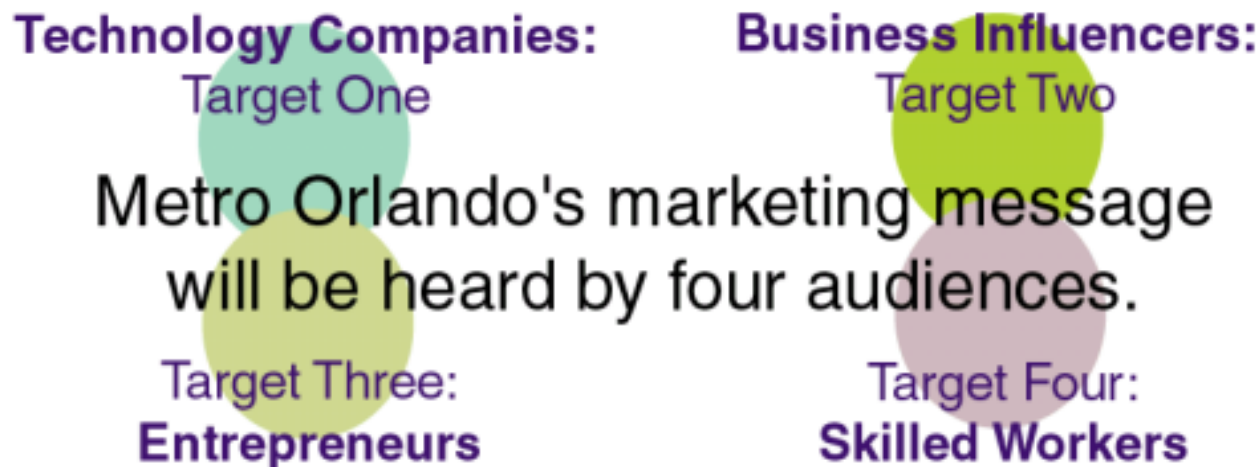 Technology Companies:
Target One
Business Influencers:
Target Two
Metro Orlando's marketing message
will be heard by four audiences.
Target Three:
Entrepreneurs
Target Four:
Skilled Workers